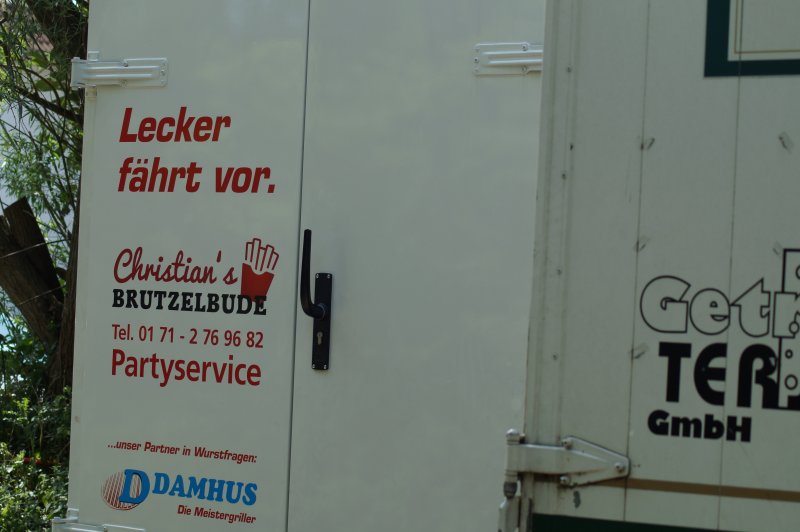 Lecker
fährt vor.
Christian's
BRUTZELBUDE
Tel. 01 71 - 2 76 96 82
Partyservice
...unser Partner in Wurstfragen:
D DAMHUS
Die Meistergriller
GmbH